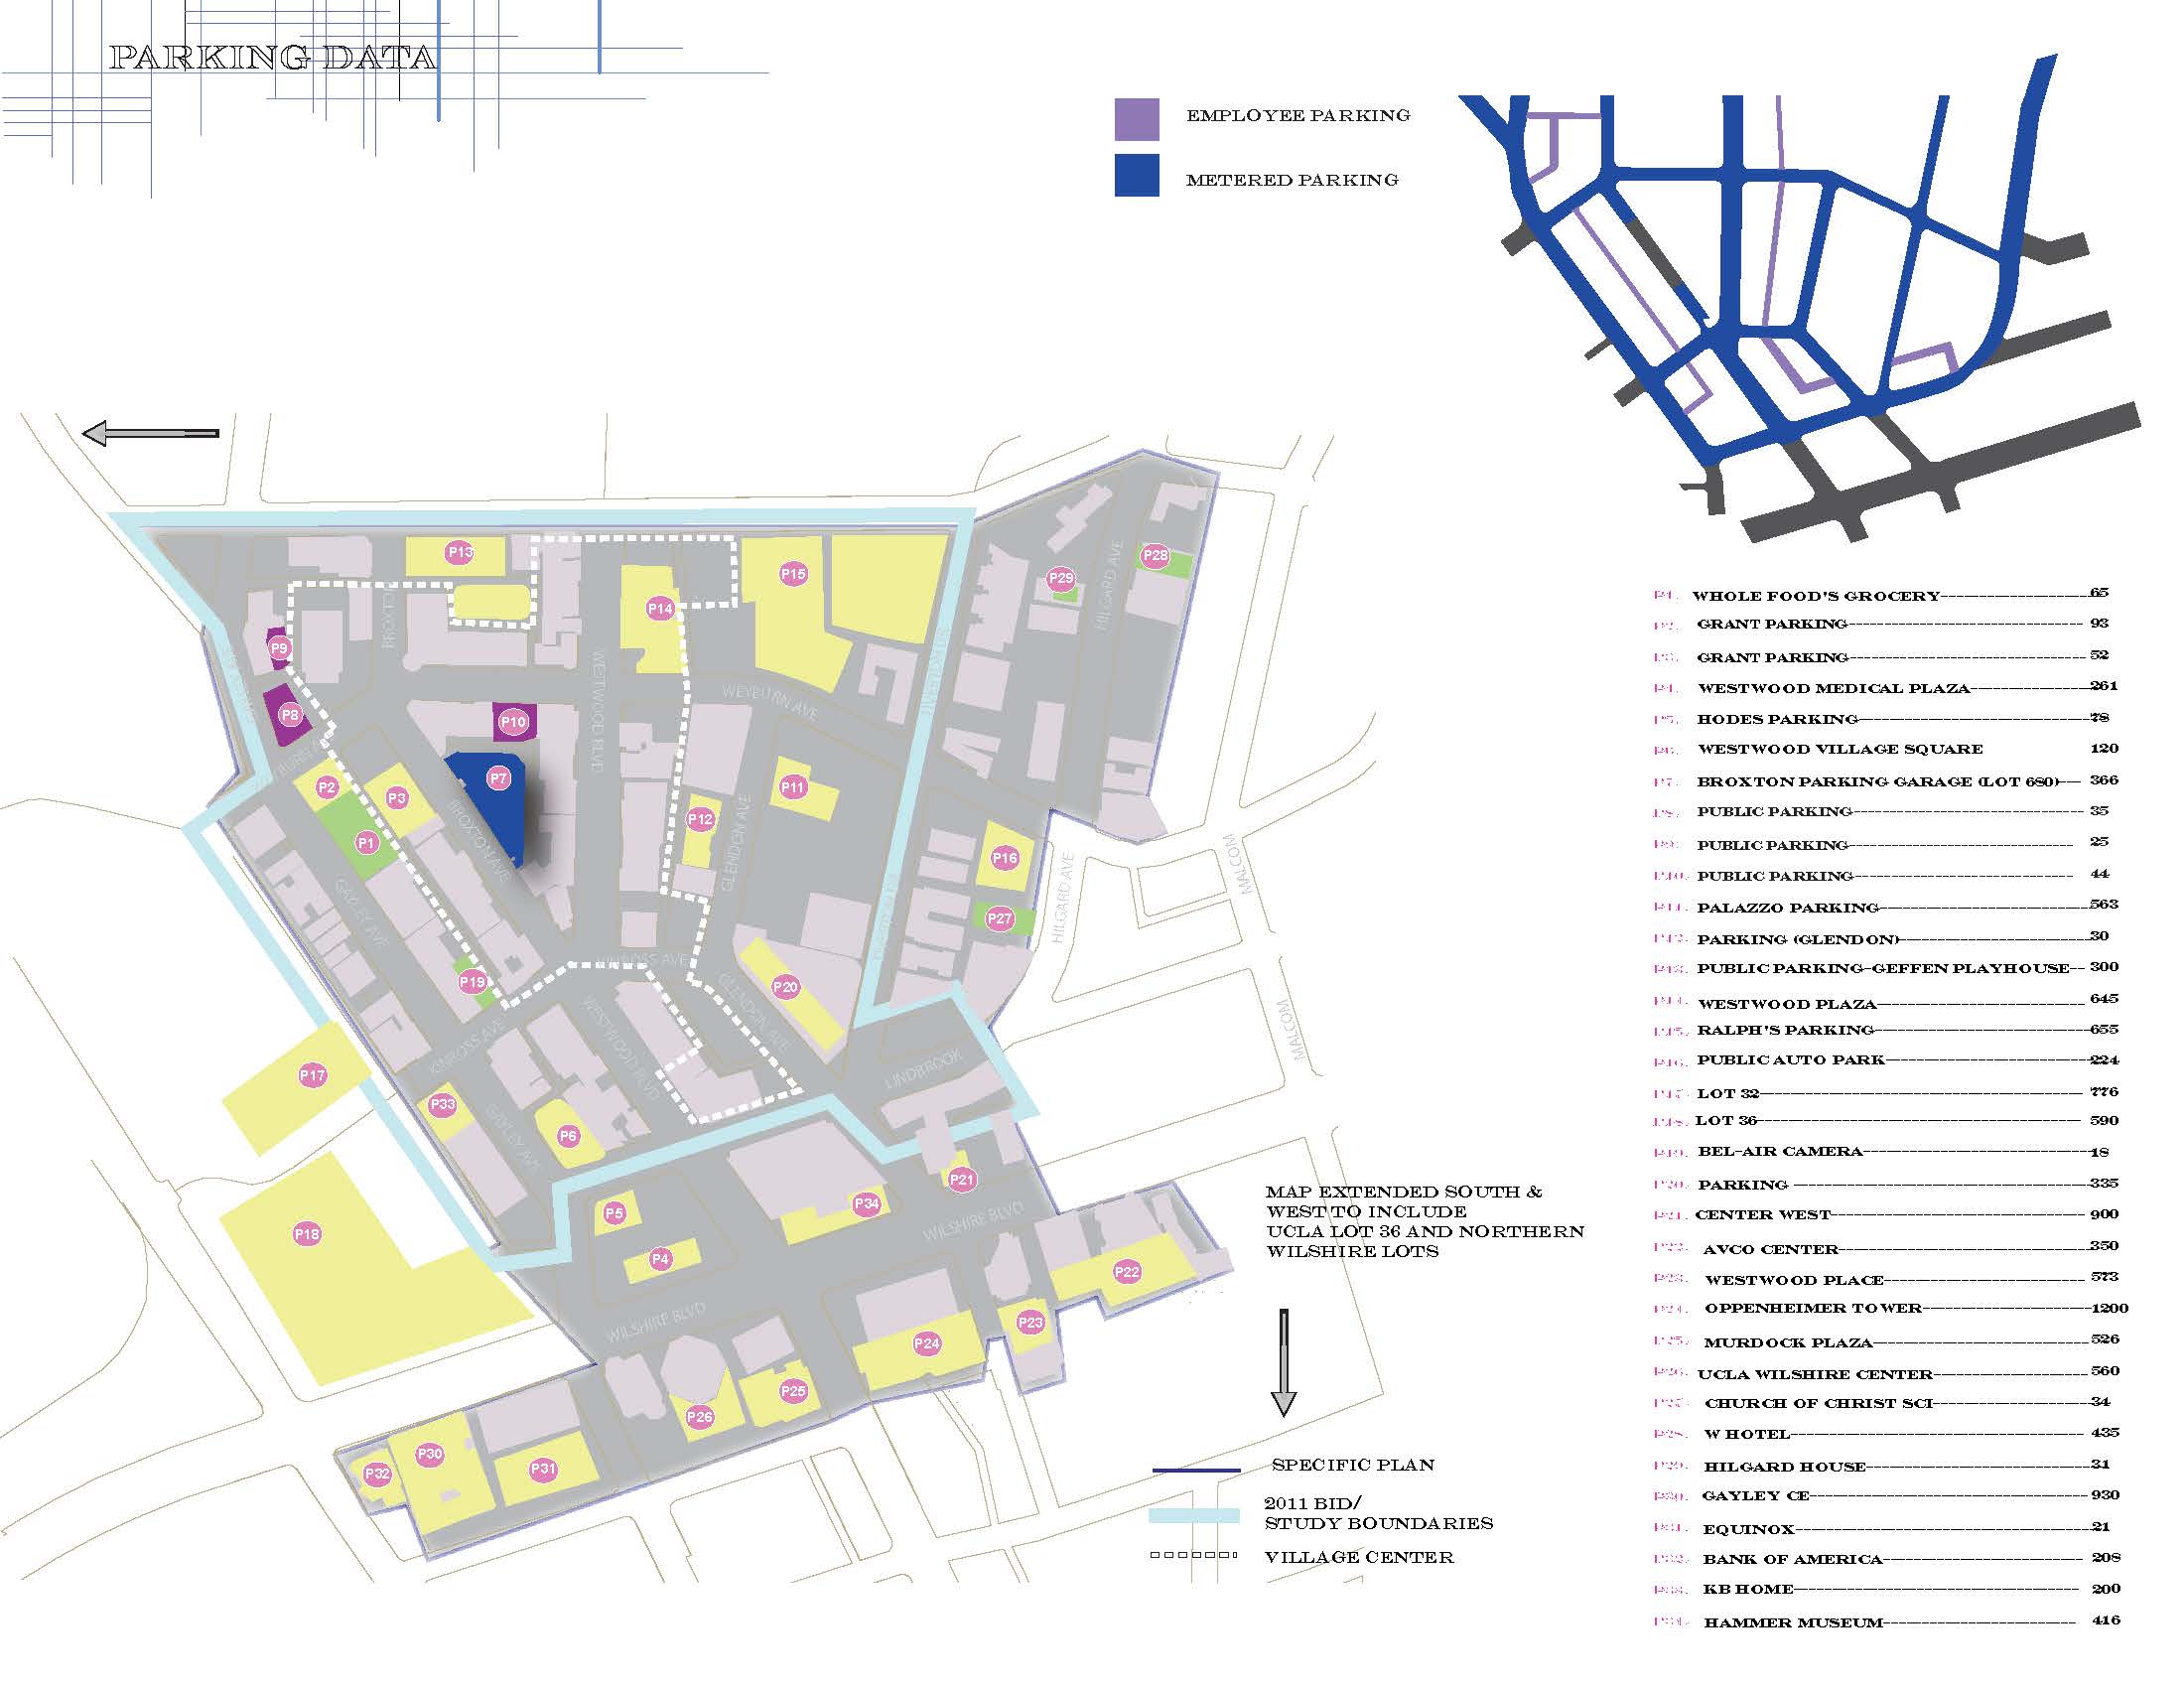 PARKING DATA
EMPLOYEE PARKING
METERED PARKING
P13
P15
P14
P28
P29
HILGARD AVE
P9
P8
P10
WESTWOOD BLVD
WEYBURN AVE
P7
P2
P3
P1
BROXTON AVE
P11
P12
GLENDON AVE
P16
P27
HILGARD AVE
MALCOM
GAYLEY AVE
P19
KINROSS AVE
P20
WESTWOOD BLVD
GLENDON AVE
KINROSS AVE
LINDBROOK
MALCOM
P17
P33
GAYLEY AVE
P6
P18
P5
P4
P34
P21
WILSHIRE BLVD
P22
P23
P24
WILSHIRE BLVD
P25
P26
P30
P31
P32
MAP EXTENDED SOUTH &
WEST TO INCLUDE
UCLA LOT 36 AND NORTHERN
WILSHIRE LOTS
SPECIFIC PLAN
2011 BID/
STUDY BOUNDARIES
VILLAGE CENTER
P1. WHOLE FOOD'S GROCERY 65
P2. GRANT PARKING 93
P3. GRANT PARKING 52
P4. WESTWOOD MEDICAL PLAZA 261
P5. HODES PARKING 78
P6. WESTWOOD VILLAGE SQUARE 120
P7. BROXTON PARKING GARAGE (LOT 680) 366
P8. PUBLIC PARKING 35
P9. PUBLIC PARKING 25
P10. PUBLIC PARKING 44
P11. PALAZZO PARKING 563
P12. PARKING (GLENDON) 30
P13. PUBLIC PARKING-GEFFEN PLAYHOUSE 300
P14. WESTWOOD PLAZA 645
P15. RALPH'S PARKING 655
P16. PUBLIC AUTO PARK 224
P17. LOT 32 776
P18. LOT 36 590
P19. BEL-AIR CAMERA 18
P20. PARKING 335
P21. CENTER WEST 900
P22. AVCO CENTER 350
P23. WESTWOOD PLACE 573
P24. OPPENHEIMER TOWER 1200
P25. MURDOCK PLAZA 526
P26. UCLA WILSHIRE CENTER 560
CHURCH OF CHRIST SCI 34
P28. W HOTEL 435
P29. HILGARD HOUSE 31
P30. GAYLEY CE 930
P31. EQUINOX 21
P32. BANK OF AMERICA 208
P33. KB HOME 200
P34. HAMMER MUSEUM 416